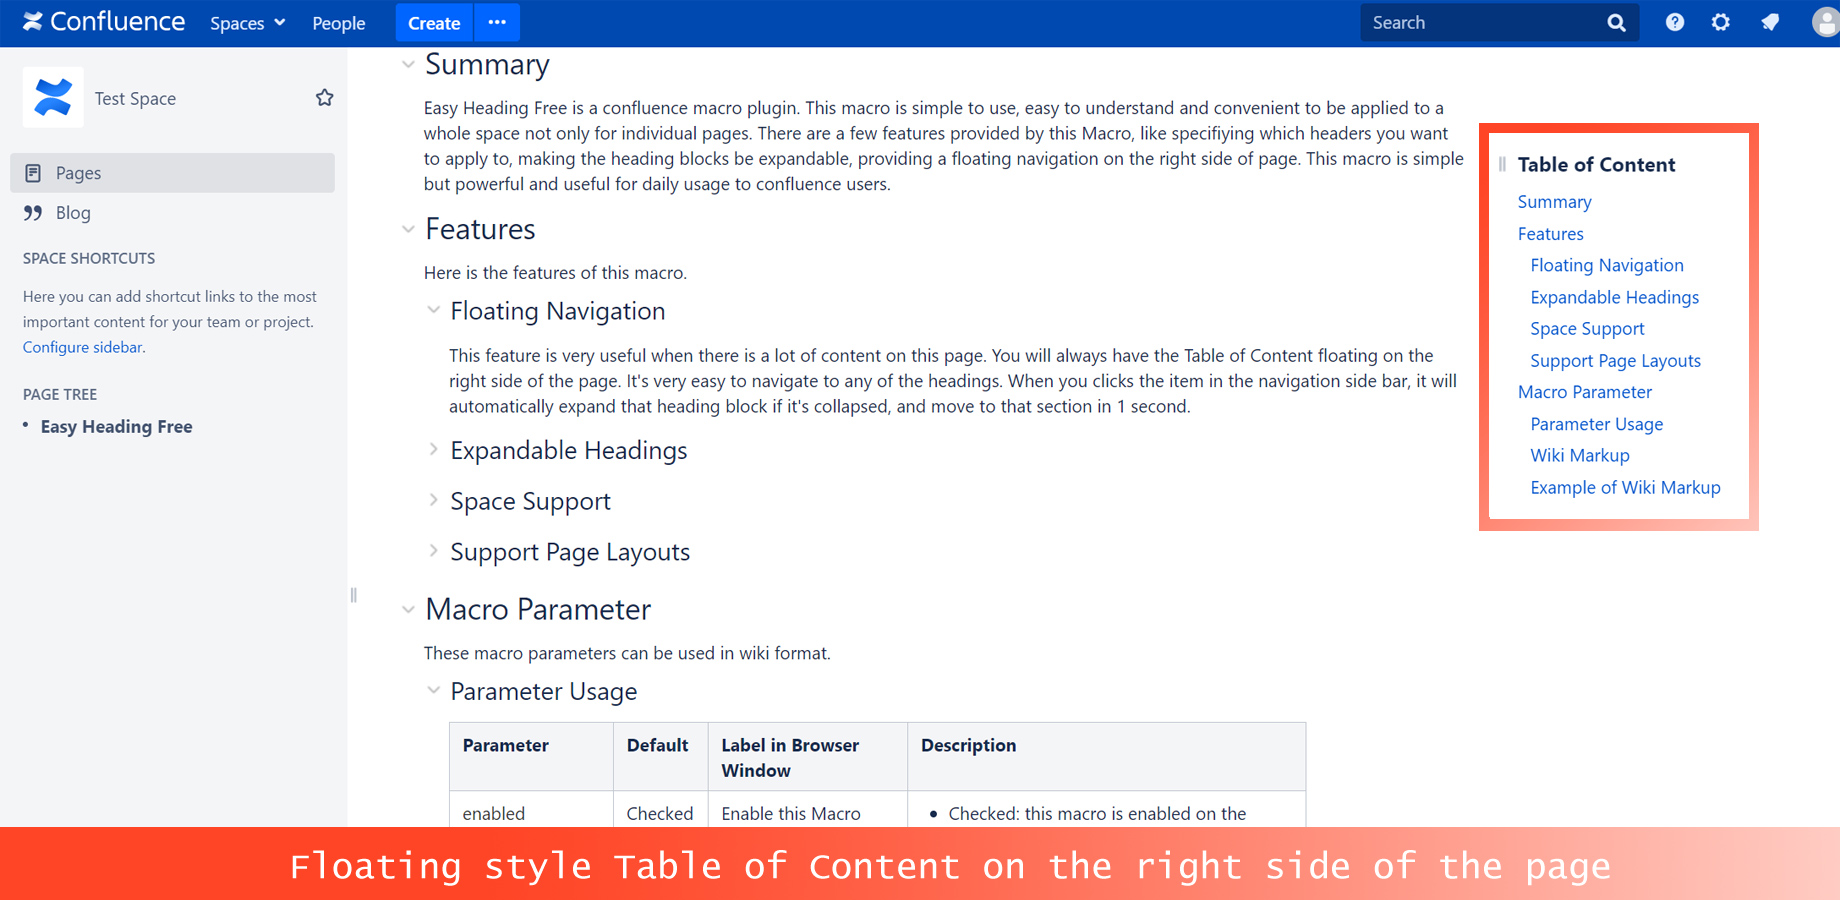 Confluence
Spaces
People
Create
Search
Test Space
Pages
Blog
SPACE SHORTCUTS
Here you can add shortcut links to the most
important content for your team or project.
Configure sidebar.
PAGE TREE
• Easy Heading Free
Summary
Easy Heading Free is a confluence macro plugin. This macro is simple to use, easy to understand and convenient to be applied to a
whole space not only for individual pages. There are a few features provided by this Macro, like specifiying which headers you want
to apply to, making the heading blocks be expandable, providing a floating navigation on the right side of page. This macro is simple
but powerful and useful for daily usage to confluence users.
Features
Here is the features of this macro.
Floating Navigation
This feature is very useful when there is a lot of content on this page. You will always have the Table of Content floating on the
right side of the page. It's very easy to navigate to any of the headings. When you clicks the item in the navigation side bar, it will
automatically expand that heading block if it's collapsed, and move to that section in 1 second.
Expandable Headings
Space Support
Support Page Layouts
Macro Parameter
These macro parameters can be used in wiki format.
Parameter Usage
Parameter
Default
Label in Browser
Window
Description
enabled
Checked
Enable this Macro
• Checked: this macro is enabled on the
Table of Content
Summary
Features
Floating Navigation
Expandable Headings
Space Support
Support Page Layouts
Macro Parameter
Parameter Usage
Wiki Markup
Example of Wiki Markup
Floating style Table of Content on the right side of the page